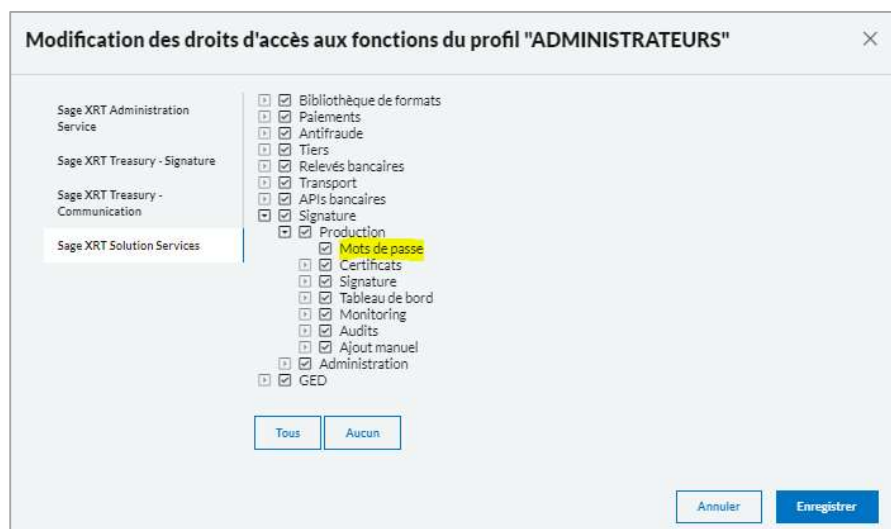 Modification des droits d'accès aux fonctions du profil "ADMINISTRATEURS"
Sage XRT Administration
Service
Sage XRT Treasury - Signature
Sage XRT Treasury -
Communication
Sage XRT Solution Services
Bibliothèque de formats
Paiements
Antifraude
Tiers
Relevés bancaires
Transport
APIs bancaires
Signature
Production
Mots de passe
Certificats
Signature
Tableau de bord
Monitoring
Audits
Ajout manuel
Administration
GED
Tous
Aucun
Annuler
Enregistrer